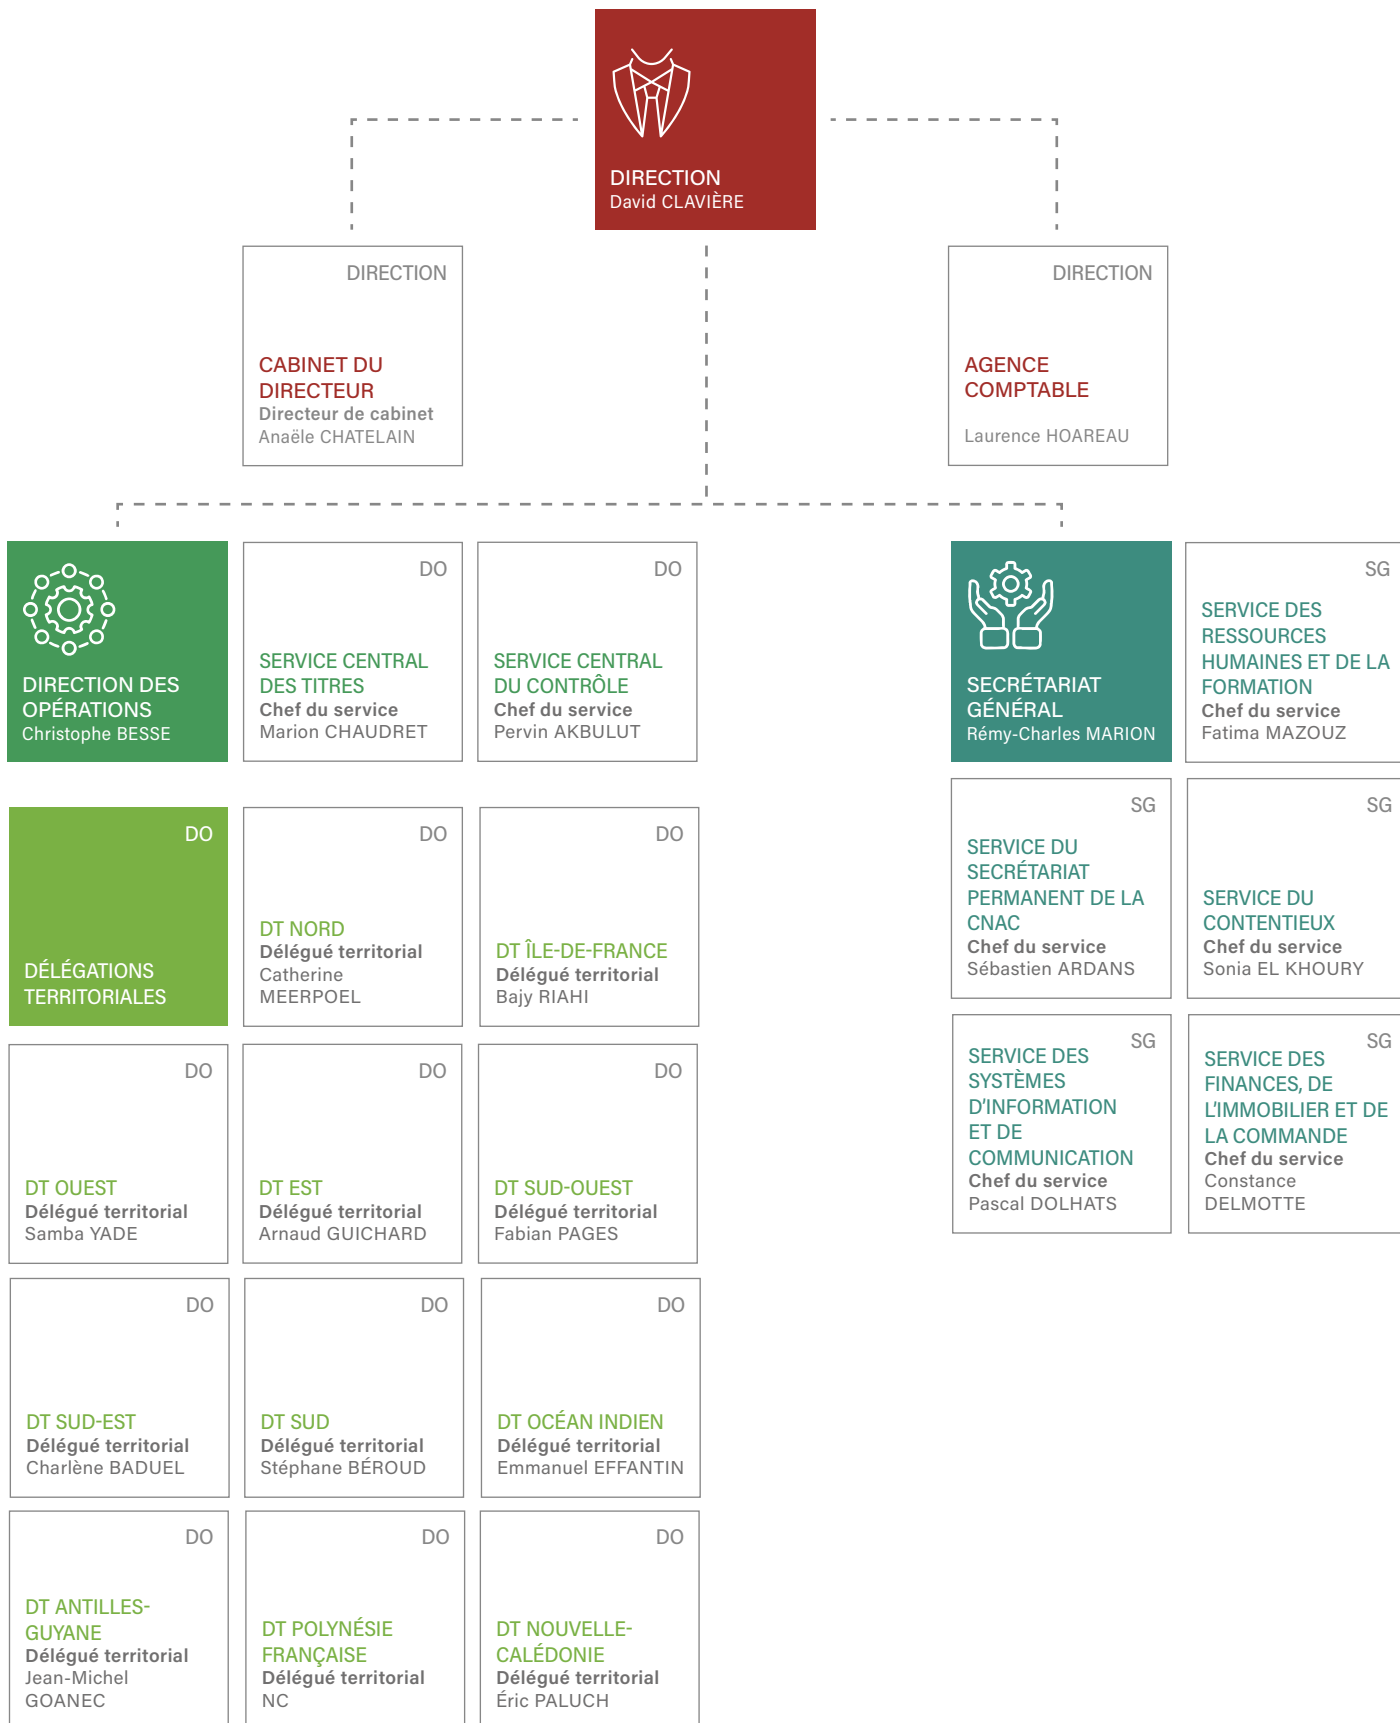 DIRECTION
David CLAVIÈRE
DIRECTION
CABINET DU
DIRECTEUR
Directeur de cabinet
Anaële CHATELAIN
DIRECTION
AGENCE
COMPTABLE
Laurence HOAREAU
DIRECTION DES
OPÉRATIONS
Christophe BESSE
DO
SERVICE CENTRAL
DES TITRES
Chef du service
Marion CHAUDRET
DO
SERVICE CENTRAL
DU CONTRÔLE
Chef du service
Pervin AKBULUT
SECRÉTARIAT
GÉNÉRAL
Rémy-Charles MARION
SG
SERVICE DES
RESSOURCES
HUMAINES ET DE LA
FORMATION
Chef du service
Fatima MAZOUZ
SG
SERVICE DU
SECRÉTARIAT
PERMANENT DE LA
CNAC
Chef du service
Sébastien ARDANS
SG
SERVICE DU
CONTENTIEUX
Chef du service
Sonia EL KHOURY
SG
SERVICE DES
SYSTÈMES
D'INFORMATION
ET DE
COMMUNICATION
Chef du service
Pascal DOLHATS
SG
SERVICE DES
FINANCES, DE
L'IMMOBILIER ET DE
LA COMMANDE
Chef du service
Constance
DELMOTTE
DO
DÉLÉGATIONS
TERRITORIALES
DO
DT NORD
Délégué territorial
Catherine
MEERPOEL
DO
DT ÎLE-DE-FRANCE
Délégué territorial
Bajy RIAHI
DO
DT OUEST
Délégué territorial
Samba YADE
DO
DT EST
Délégué territorial
Arnaud GUICHARD
DO
DT SUD-OUEST
Délégué territorial
Fabian PAGES
DO
DT SUD-EST
Délégué territorial
Charlène BADUEL
DO
DT SUD
Délégué territorial
Stéphane BÉROUD
DO
DT OCÉAN INDIEN
Délégué territorial
Emmanuel EFFANTIN
DO
DT ANTILLES-
GUYANE
Délégué territorial
Jean-Michel
GOANEC
DO
DT POLYNÉSIE
FRANÇAISE
Délégué territorial
NC
DO
DT NOUVELLE-
CALÉDONIE
Délégué territorial
Éric PALUCH